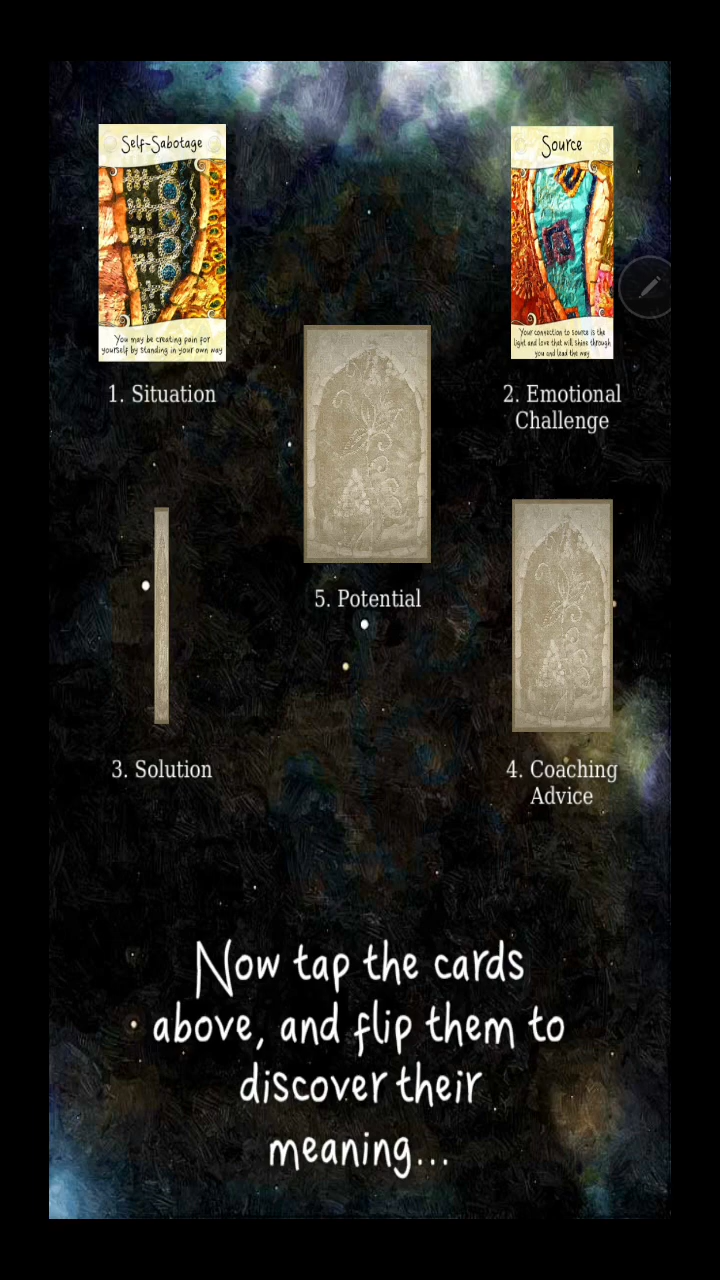 Self-Sabotage
You may be creating pain for
yourself by standing in your own way
1. Situation
Source
Your connection to source is the
light and love that will shine through
you and lead the way
2. Emotional
Challenge
5. Potential
3. Solution
4. Coaching
Advice
Now tap the cards
above, and flip them to
discover their
meaning...